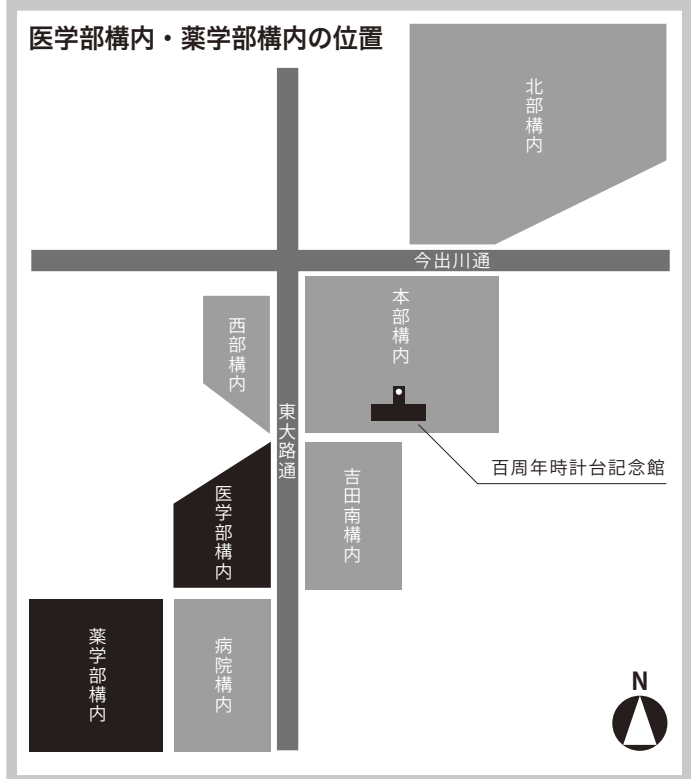 医学部構内・薬学部構内の位置
北部構内
今出川通
本部構内
西部構内
東大路通
百周年時計台記念館
吉田南構内
医学部構内
薬学部構内
病院構内
N